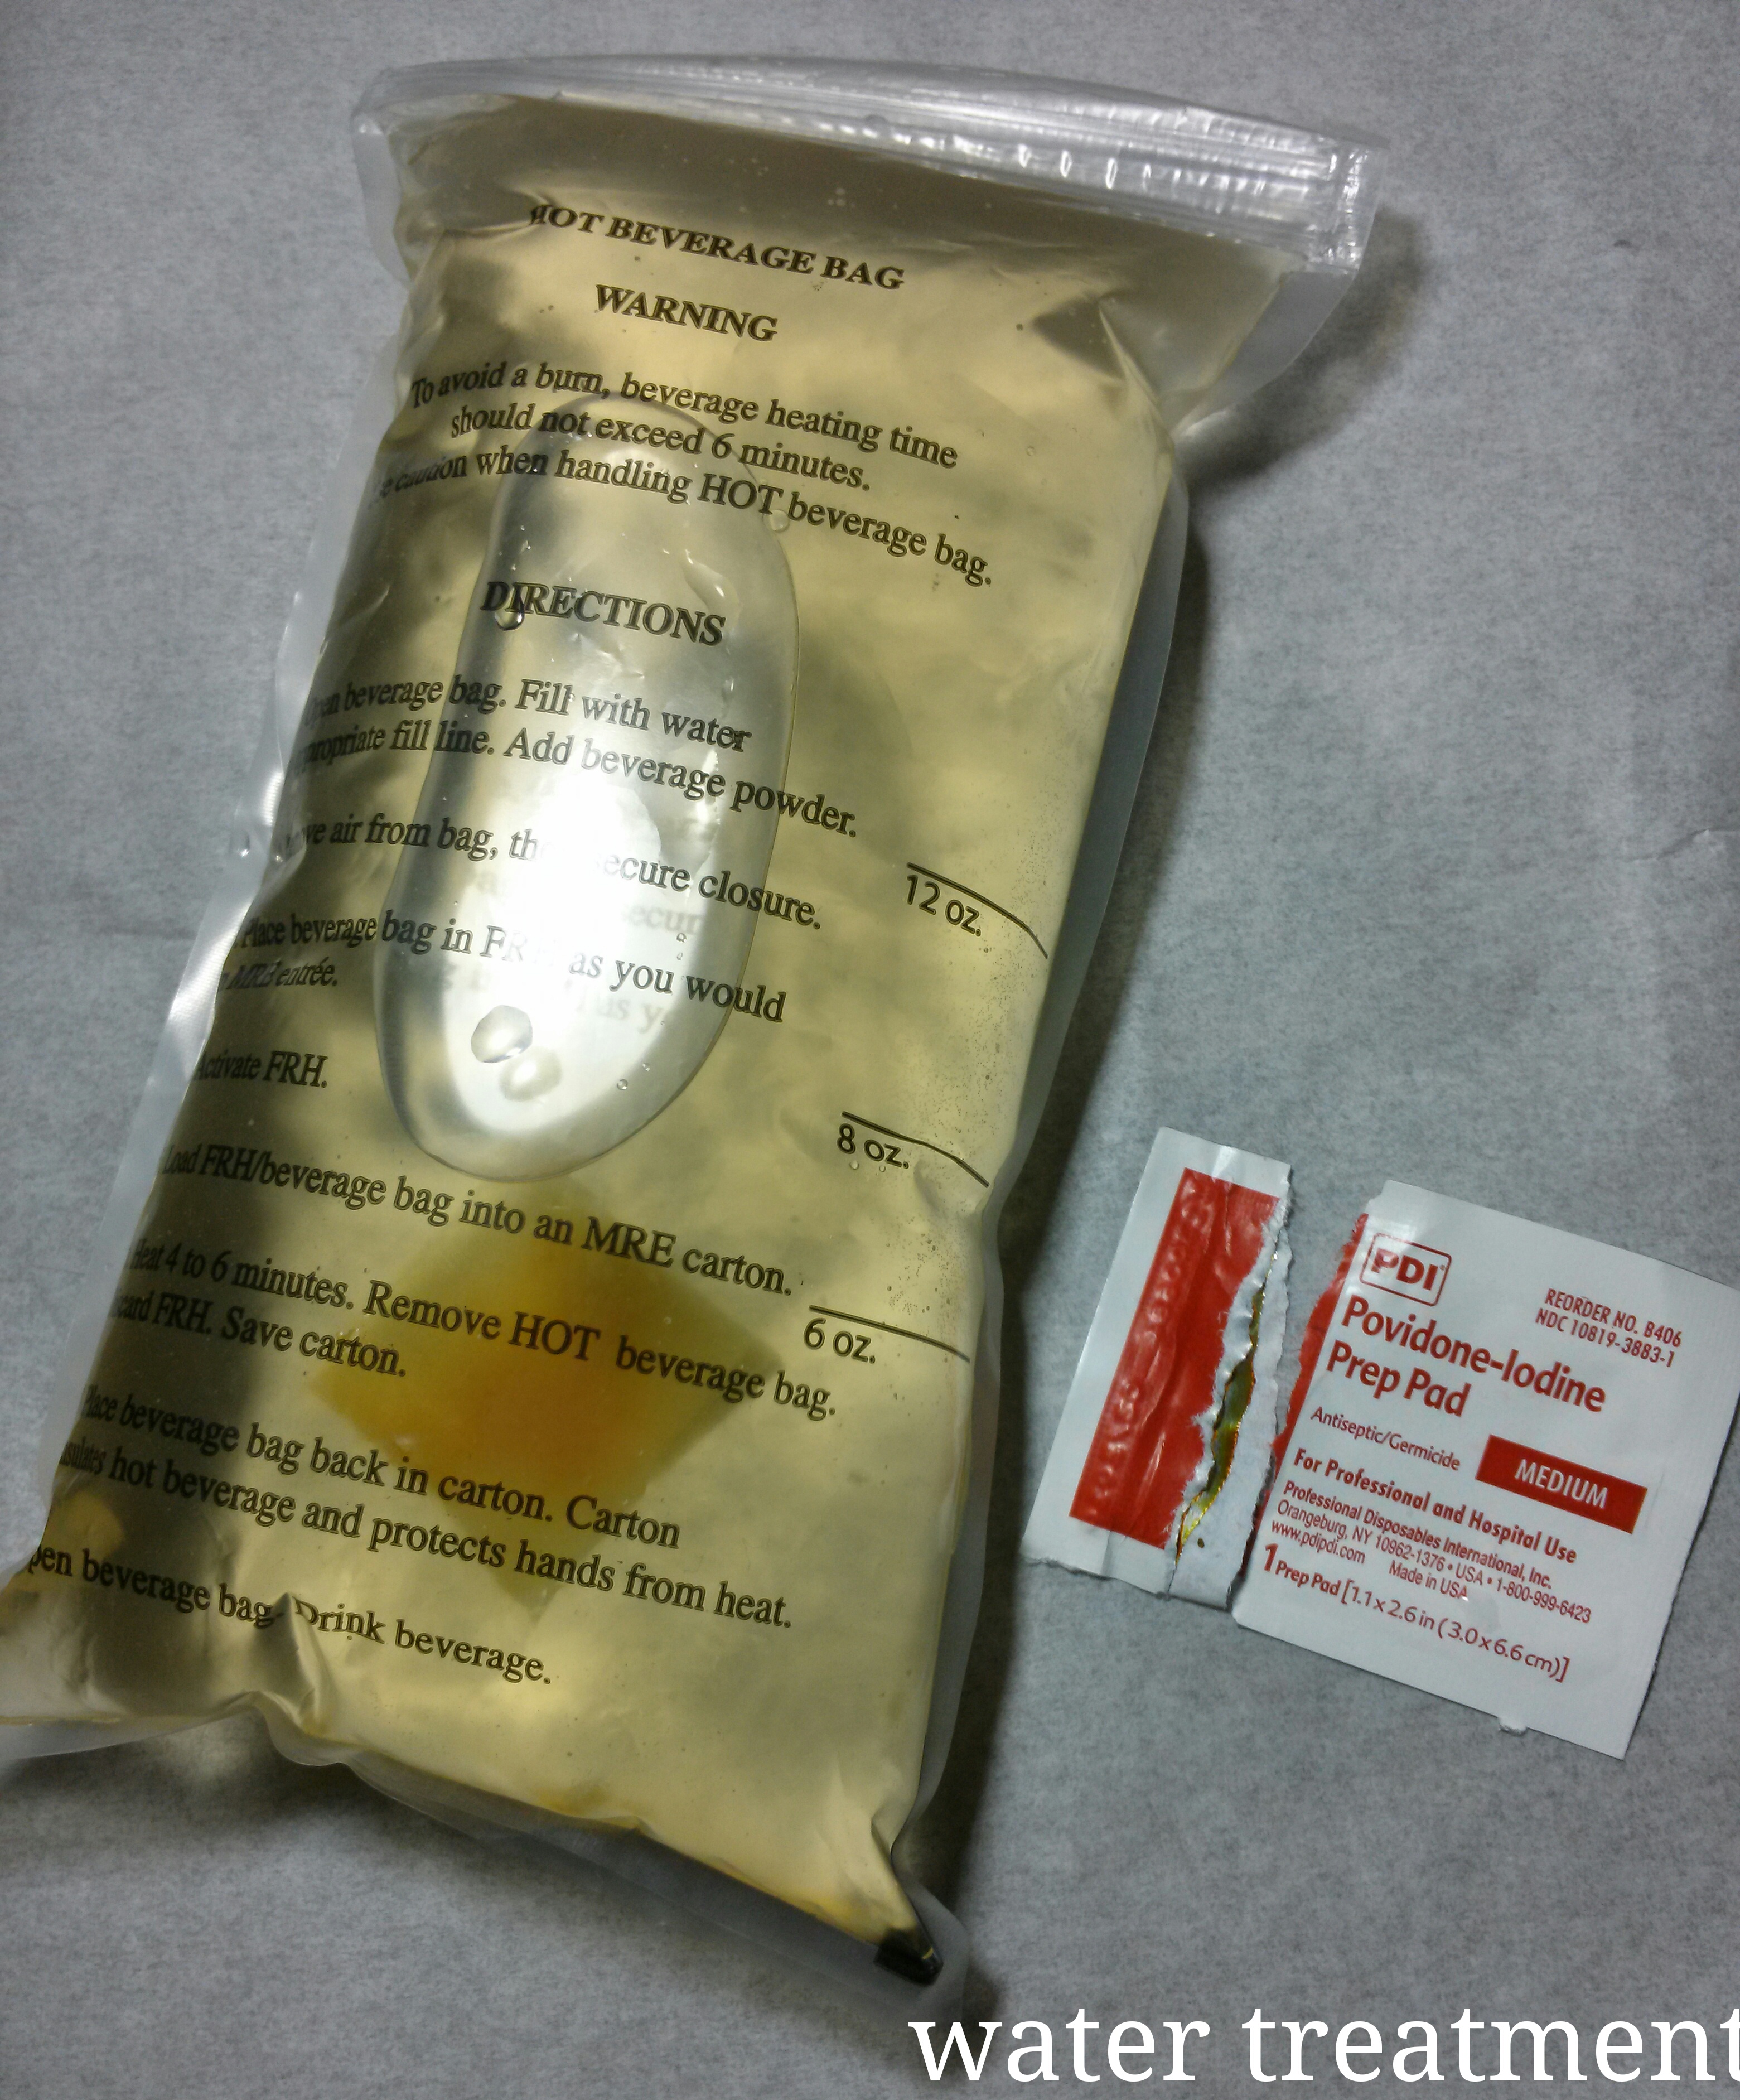 HOT BEVERAGE BAG
WARNING
To avoid a burn, beverage heating time
should not exceed 6 minutes.
caution when handling HOT beverage bag.
DIRECTIONS
beverage bag. Fill with water
fill line. Add beverage powder.
air from bag, secure closure.
Place beverage bag in as you would
MRE entrée.
Activate FRH.
Load FRH/beverage bag into an MRE carton.
Heat 4 to 6 minutes. Remove HOT beverage bag.
FRH. Save carton.
Place beverage bag back in carton. Carton
hot beverage and protects hands from heat.
beverage bag. Drink beverage.
12 oz.
8 oz.
6 oz.
PDI
REORDER NO. B406
NDC 10819-3883-1
Povidone-Iodine
Prep Pad
Antiseptic/Germicide
MEDIUM
For Professional and Hospital Use
Professional Disposables International, Inc.
Orangeburg, NY 10962-1376 • USA • 1-800-999-6423
www.pdipdi.com Made in USA
1 Prep Pad [1.1 x 2.6 in (3.0 x 6.6 cm)]
water treatment